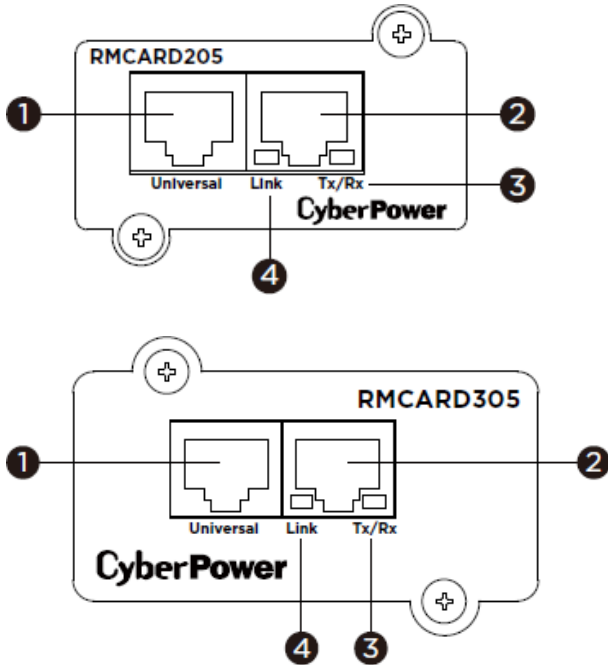 RMCARD205
1
2
Universal Link Tx/Rx
3
CyberPower
4
RMCARD305
1
2
Universal Link Tx/Rx
CyberPower
4 3